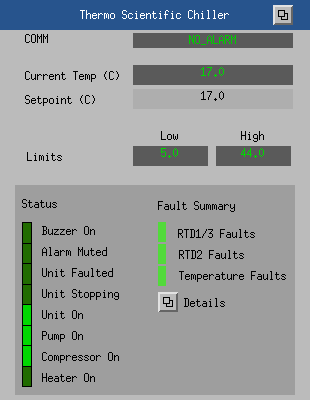 Thermo Scientific Chiller
COMM NO_ALARM
Current Temp (C) 17.0
Setpoint (C) 17.0
Low High
Limits 5.0 44.0
Status Fault Summary
Buzzer On RTD1/3 Faults
Alarm Muted RTD2 Faults
Unit Faulted Temperature Faults
Unit Stopping Details
Unit On
Pump On
Compressor On
Heater On